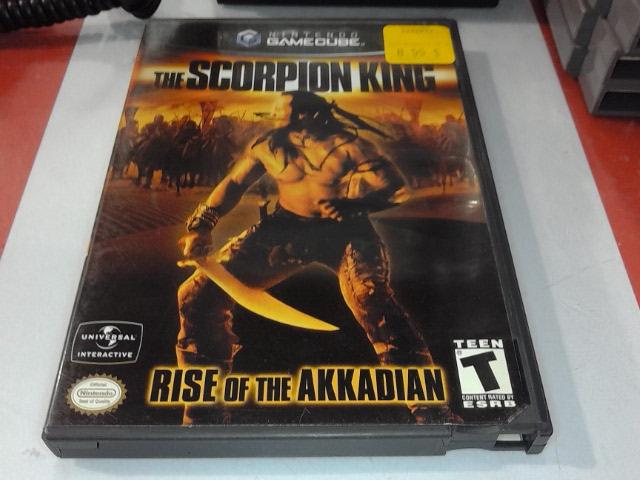 NINTENDO
GAMECUBE™
8.99 $
THE SCORPION KING
UNIVERSAL
INTERACTIVE
Official
Nintendo
Seal of Quality
RISE OF THE AKKADIAN
TEEN
T
CONTENT RATED BY
ESRB